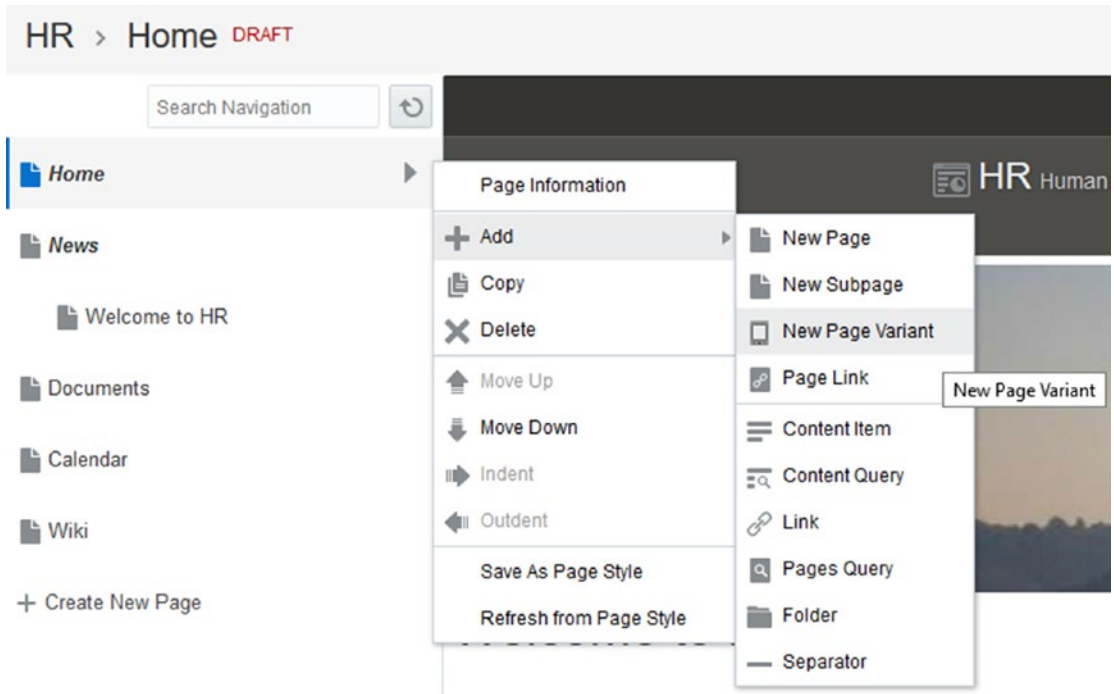 HR > Home DRAFT
Search Navigation
Home
News
Welcome to HR
Documents
Calendar
Wiki
+ Create New Page
Page Information
Add
Copy
Delete
Move Up
Move Down
Indent
Outdent
Save As Page Style
Refresh from Page Style
New Page
New Subpage
New Page Variant
Page Link
Content Item
Content Query
Link
Pages Query
Folder
Separator
New Page Variant
HR Human